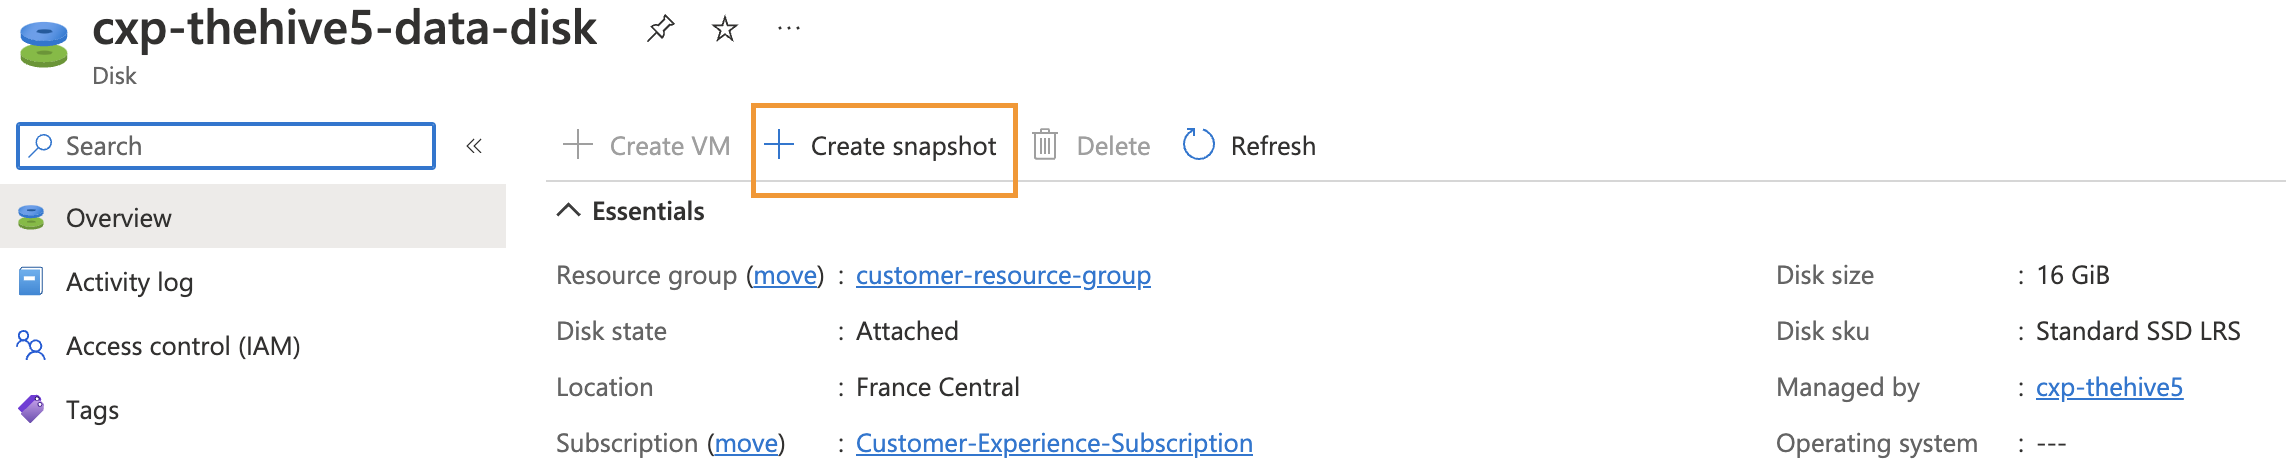 cxp-thehive5-data-disk
Disk
Search
Create VM
Create snapshot
Delete
Refresh
Overview
Activity log
Access control (IAM)
Tags
Essentials
Resource group (move) : customer-resource-group
Disk state : Attached
Location : France Central
Subscription (move) : Customer-Experience-Subscription
Disk size : 16 GiB
Disk sku : Standard SSD LRS
Managed by : cxp-thehive5
Operating system : ---